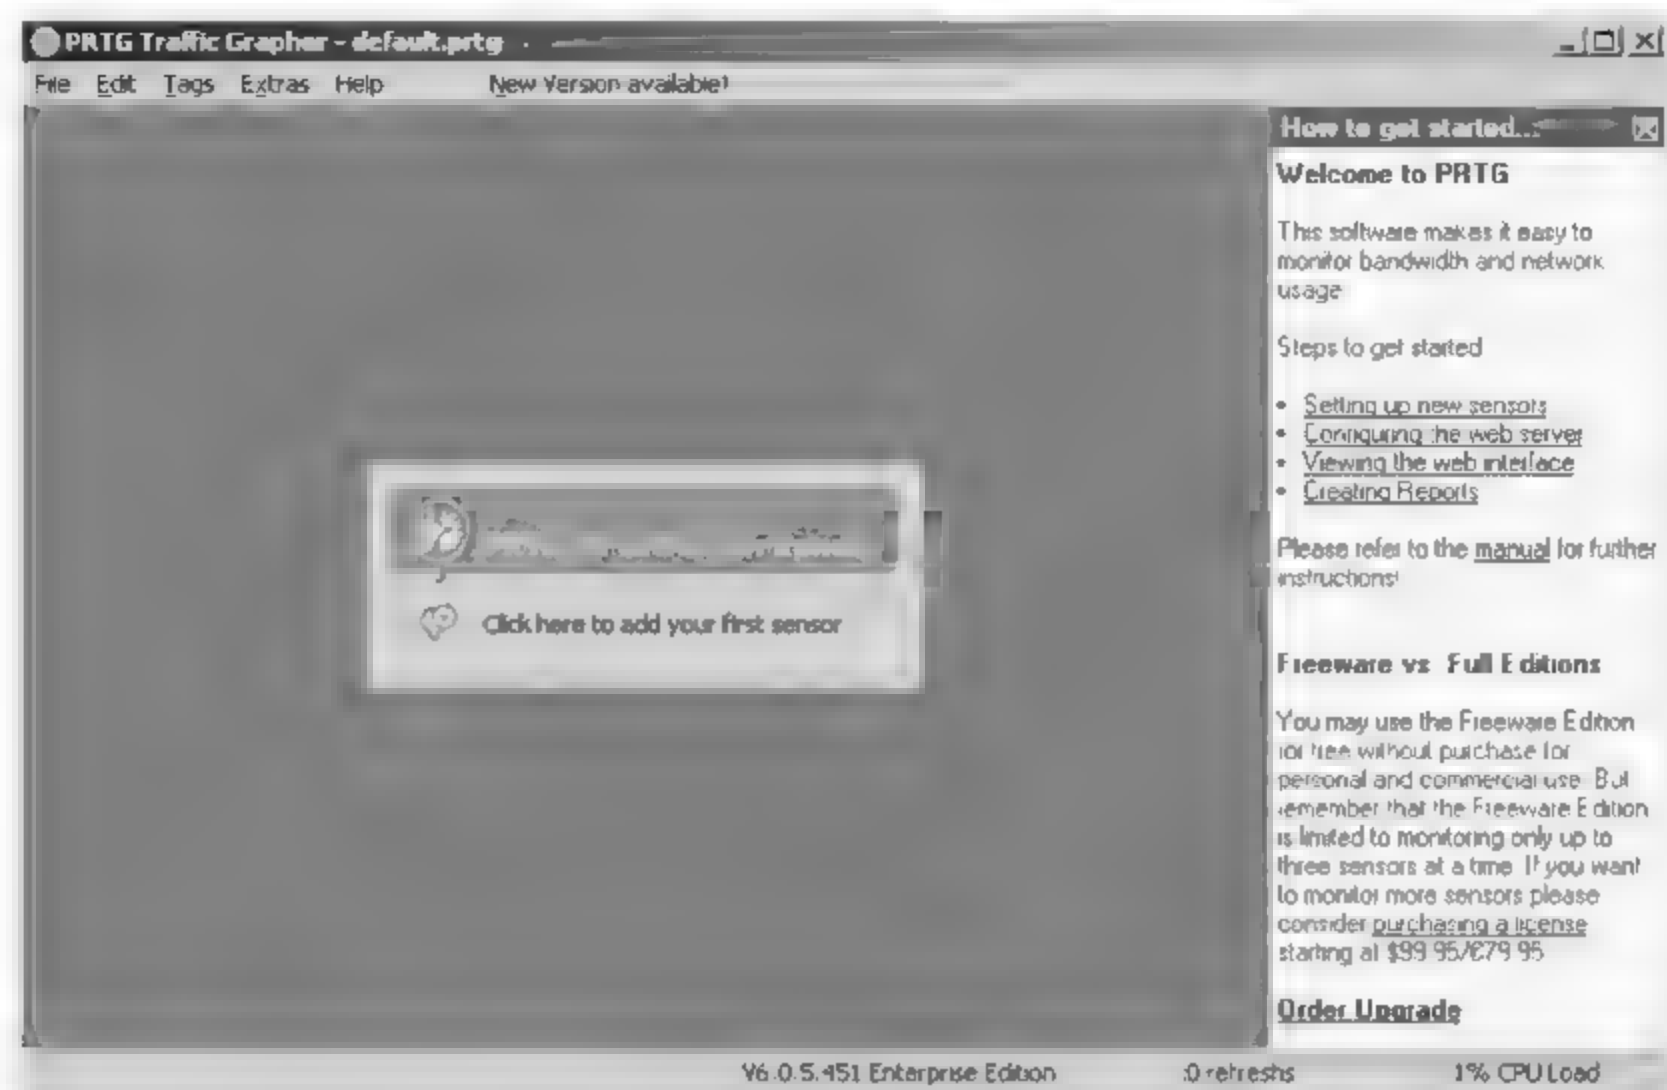 PRTG Traffic Grapher - default.prtg
File Edit Tags Extras Help New Version available!
How to get started...
Welcome to PRTG
This software makes it easy to
monitor bandwidth and network
usage
Steps to get started
• Setting up new sensors
• Configuring the web server
• Viewing the web interface
• Creating Reports
Please refer to the manual for further
instructions!
Freeware vs. Full Editions
You may use the Freeware Edition
for free without purchase for
personal and commercial use. But
remember that the Freeware Edition
is limited to monitoring only up to
three sensors at a time. If you want
to monitor more sensors please
consider purchasing a license
starting at $99.95/€79.95
Order Upgrade
Click here to add your first sensor
V6.0.5.451 Enterprise Edition 0 refreshs 1% CPU Load